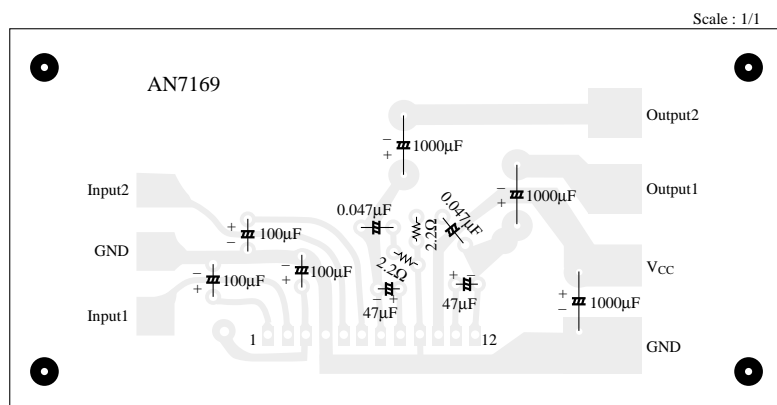 Scale : 1/1
AN7169
Output2
−
+
1000μF
Input2
Output1
0.047μF
0.047μF
−
+
1000μF
2.2Ω
+
−
100μF
GND
2.2Ω
VCC
−
+
100μF
−
+
100μF
−
+
47μF
+
−
47μF
+
−
1000μF
Input1
1
12
GND